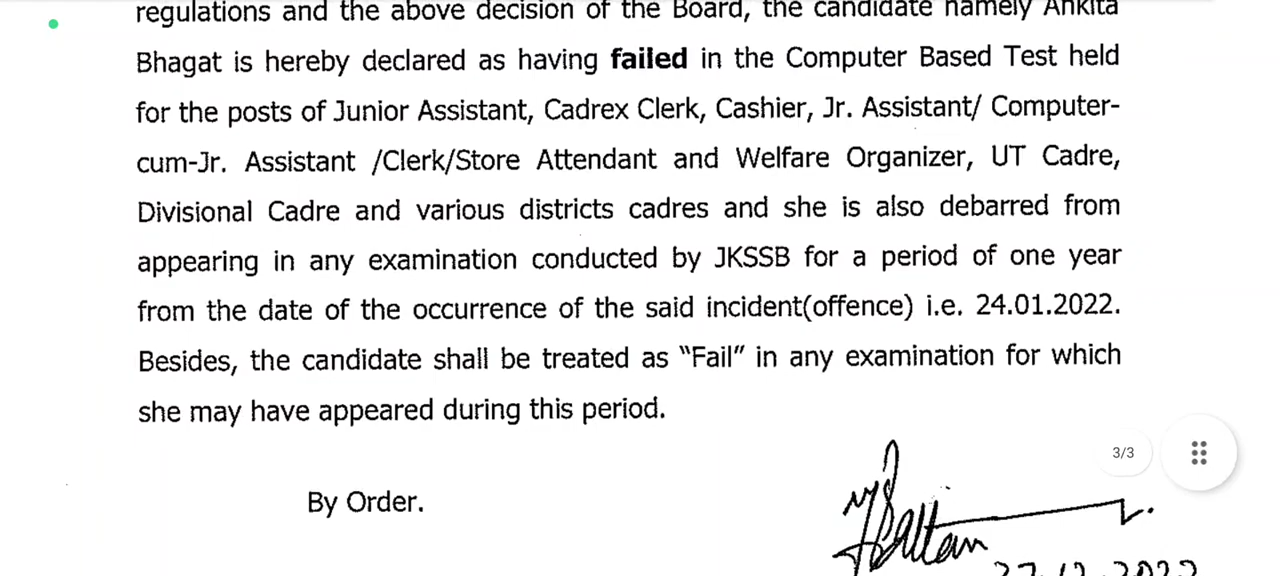 regulations and the above decision of the Board, the candidate namely Ankita
Bhagat is hereby declared as having failed in the Computer Based Test held
for the posts of Junior Assistant, Cadrex Clerk, Cashier, Jr. Assistant/ Computer-
cum-Jr. Assistant /Clerk/Store Attendant and Welfare Organizer, UT Cadre,
Divisional Cadre and various districts cadres and she is also debarred from
appearing in any examination conducted by JKSSB for a period of one year
from the date of the occurrence of the said incident(offence) i.e. 24.01.2022.
Besides, the candidate shall be treated as "Fail" in any examination for which
she may have appeared during this period.
3/3
By Order.